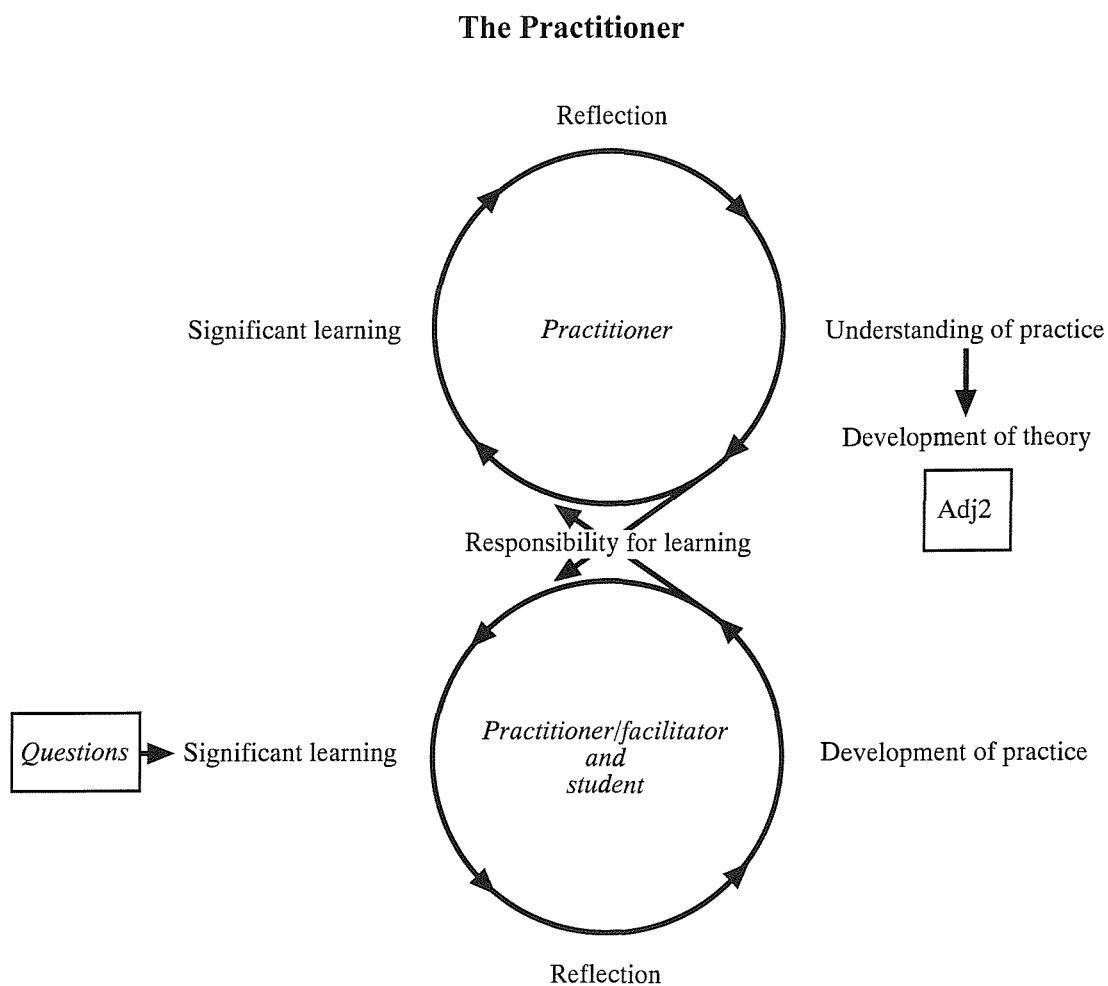 The Practitioner
Reflection
Significant learning
Practitioner
Understanding of practice
Development of theory
Adj2
Responsibility for learning
Questions
Significant learning
Practitioner/facilitator
and
student
Development of practice
Reflection